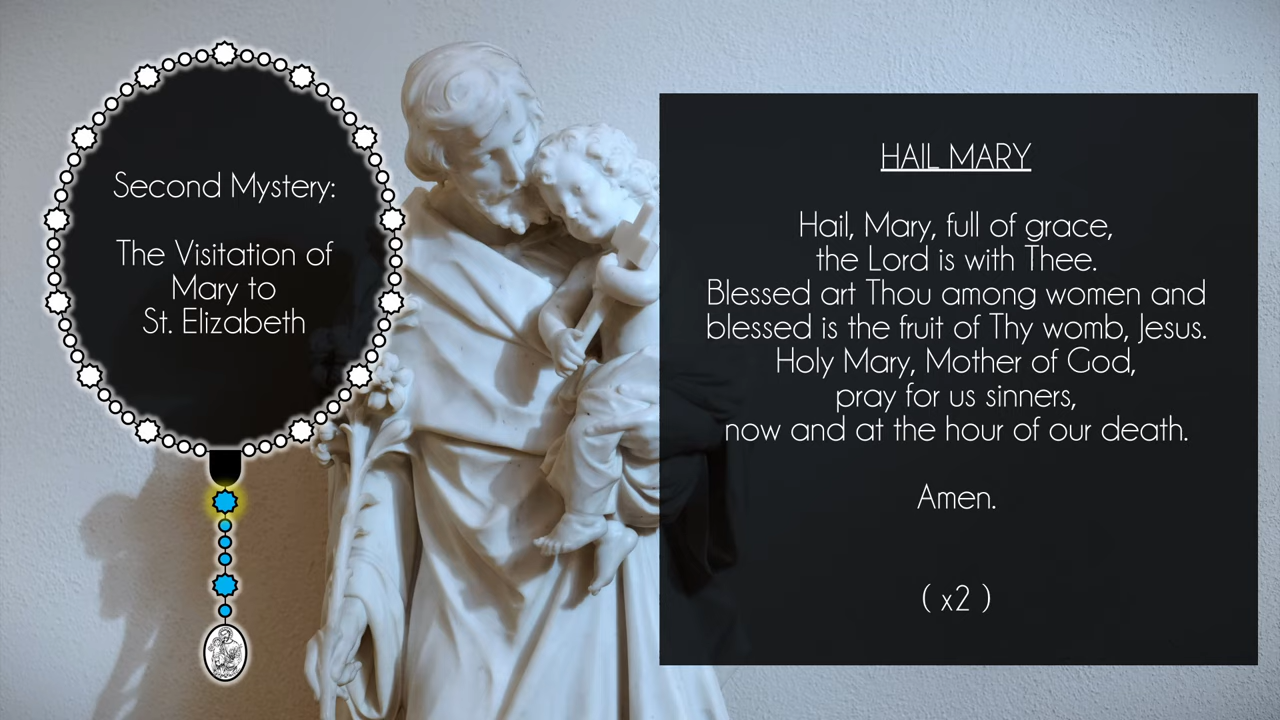 Second Mystery:
The Visitation of
Mary to
St. Elizabeth
HAIL MARY
Hail, Mary, full of grace,
the Lord is with Thee.
Blessed art Thou among women and
blessed is the fruit of Thy womb, Jesus.
Holy Mary, Mother of God,
pray for us sinners,
now and at the hour of our death.
Amen.
( x2 )